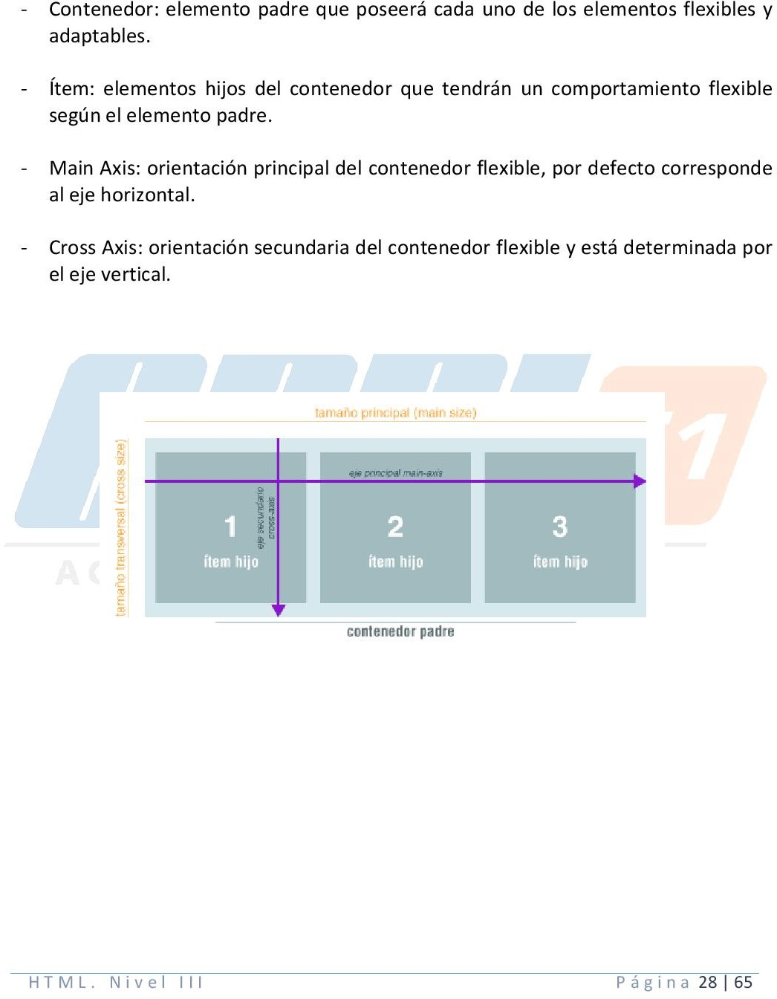 - Contenedor: elemento padre que poseerá cada uno de los elementos flexibles y
adaptables.
- Ítem: elementos hijos del contenedor que tendrán un comportamiento flexible
según el elemento padre.
- Main Axis: orientación principal del contenedor flexible, por defecto corresponde
al eje horizontal.
- Cross Axis: orientación secundaria del contenedor flexible y está determinada por
el eje vertical.
tamaño principal (main size)
tamaño transversal (cross size)
eje principal main-axis
eje secundario
cross-axis
1
ítem hijo
2
ítem hijo
3
ítem hijo
contenedor padre
HTML. Nivel III
Página 28 | 65